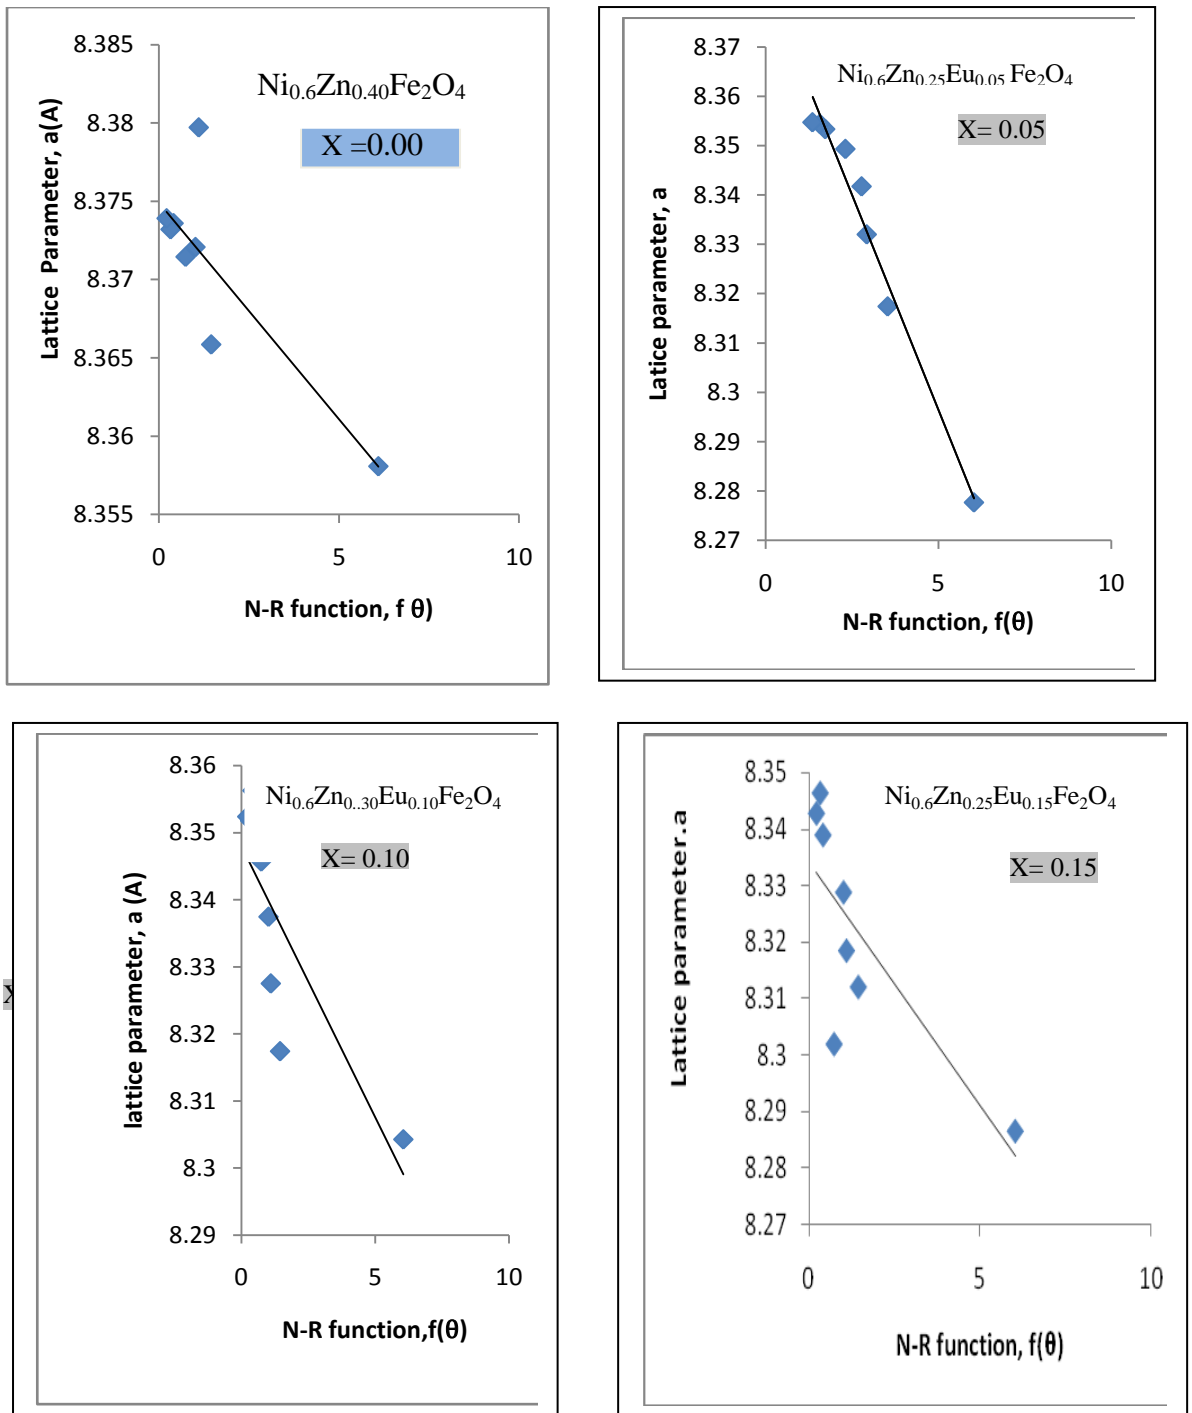 8.385
8.38
8.375
8.37
8.365
8.36
8.355
0 5 10
Lattice Parameter, a(A)
N-R function, f θ)
Ni0.6Zn0.40Fe2O4
X =0.00
8.37
8.36
8.35
8.34
8.33
8.32
8.31
8.3
8.29
8.28
8.27
0 5 10
Latice parameter, a
N-R function, f(θ)
Ni0.6Zn0.25Eu0.05 Fe2O4
X= 0.05
8.36
8.35
8.34
8.33
8.32
8.31
8.3
8.29
0 5 10
lattice parameter, a (A)
N-R function,f(θ)
Ni0.6Zn0..30Eu0.10Fe2O4
X= 0.10
8.35
8.34
8.33
8.32
8.31
8.3
8.29
8.28
8.27
0 5 10
Lattice parameter.a
N-R function, f(θ)
Ni0.6Zn0.25Eu0.15Fe2O4
X= 0.15